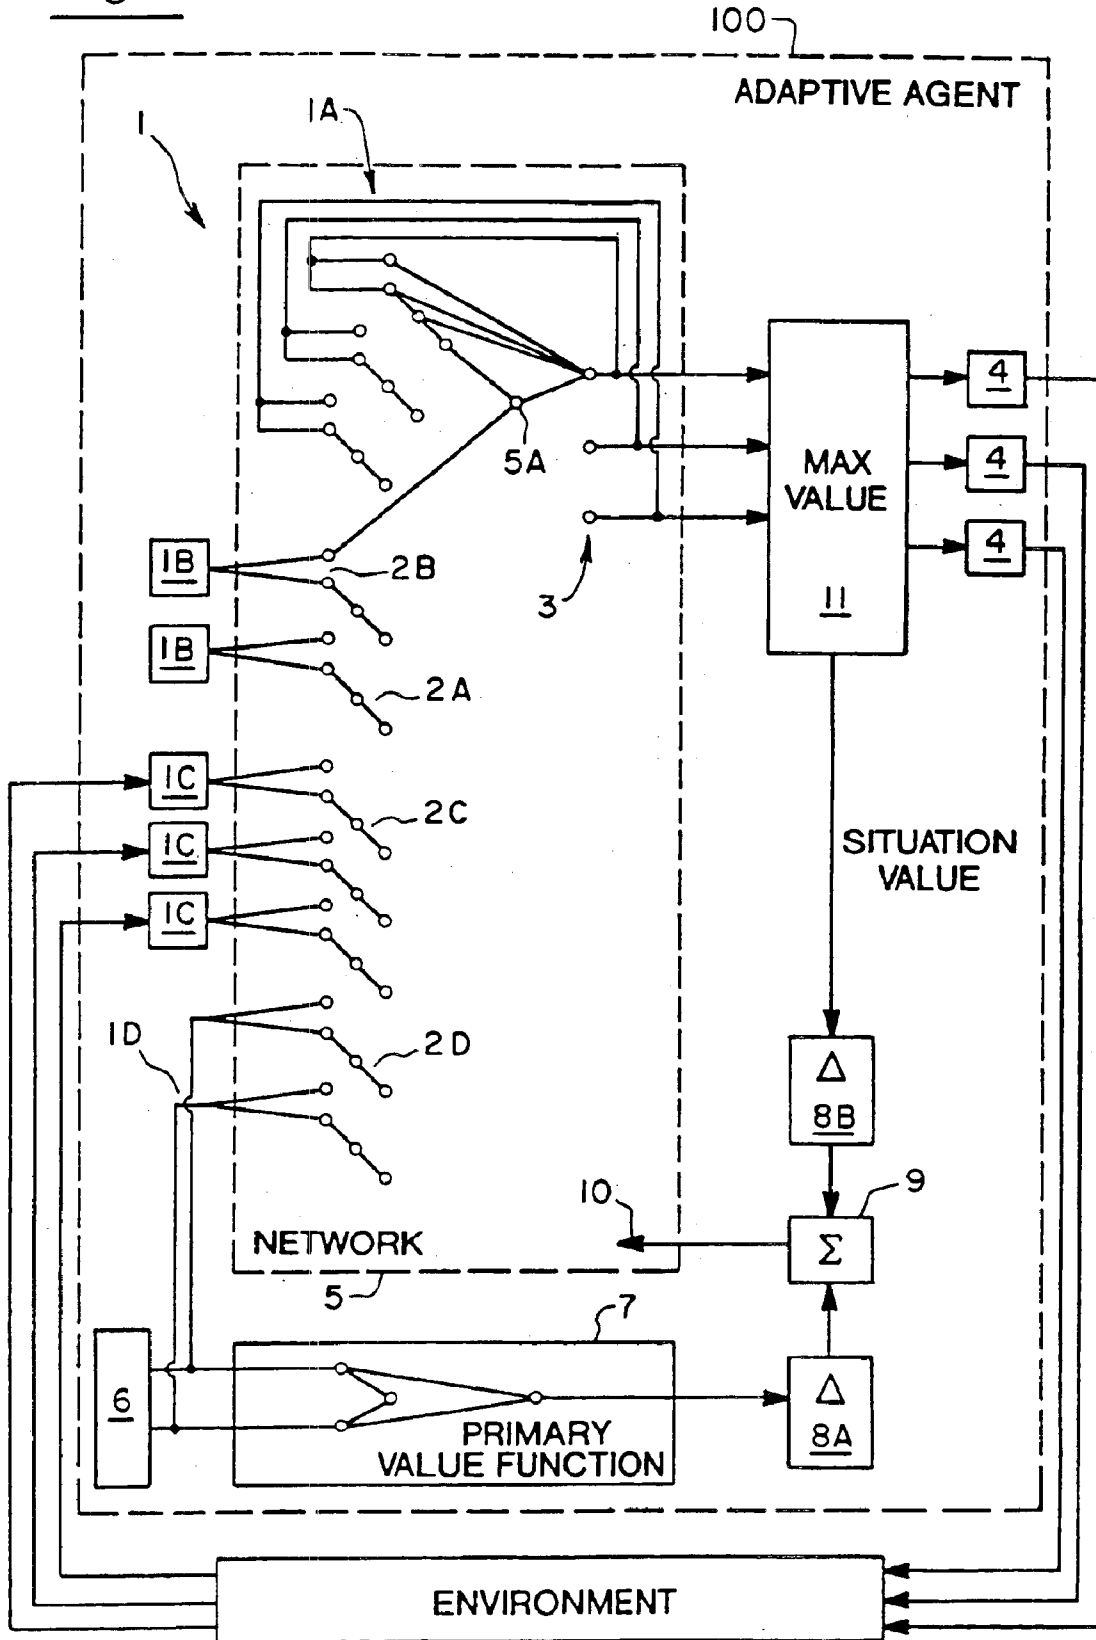 100
ADAPTIVE AGENT
1
1A
5A
3
MAX
VALUE
11
4
4
4
1B
1B
2B
2A
1C
1C
1C
2C
SITUATION
VALUE
1D
2D
Δ
8B
9
10
Σ
NETWORK
5
7
6
PRIMARY
VALUE FUNCTION
Δ
8A
ENVIRONMENT